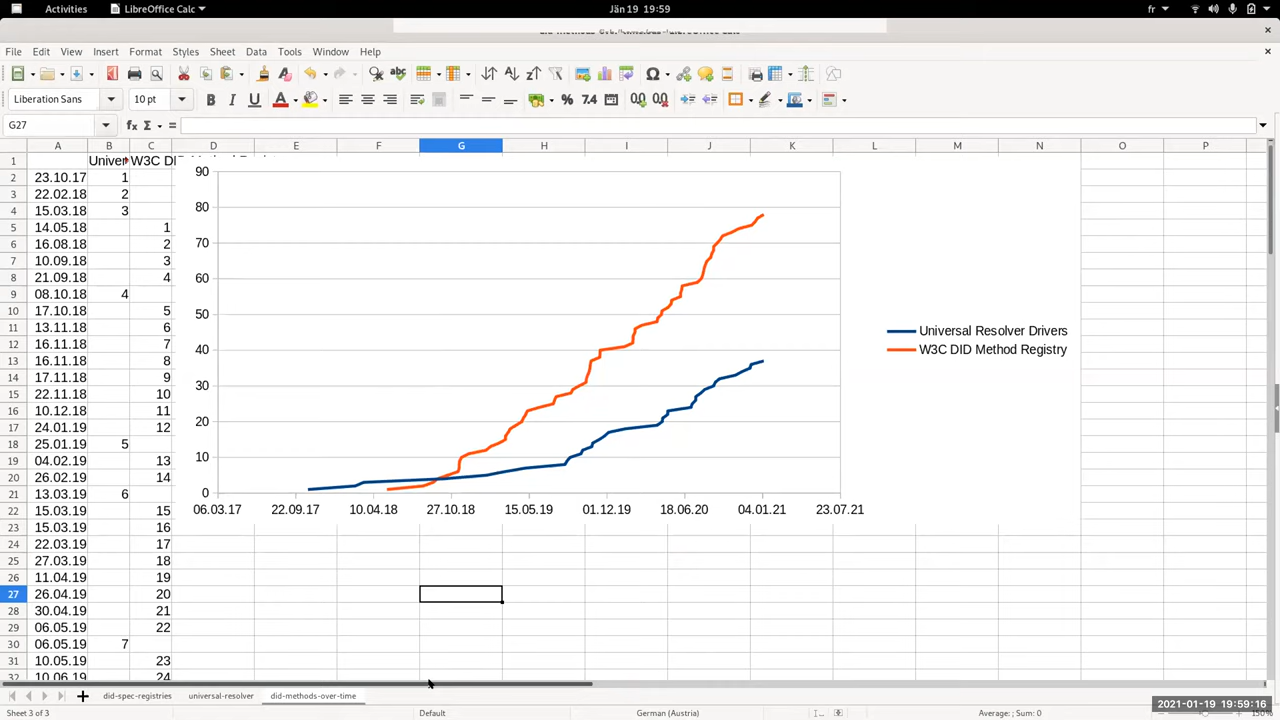 Activities LibreOffice Calc Jän 19 19:59 fr
File Edit View Insert Format Styles Sheet Data Tools Window Help
Liberation Sans 10 pt
G27
A B C D E F G H I J K L M N O P
1 Univer W3C DID
2 23.10.17 1
3 22.02.18 2
4 15.03.18 3
5 14.05.18 1
6 16.08.18 2
7 10.09.18 3
8 21.09.18 4
9 08.10.18 4
10 17.10.18 5
11 13.11.18 6
12 16.11.18 7
13 16.11.18 8
14 17.11.18 9
15 22.11.18 10
16 10.12.18 11
17 24.01.19 12
18 25.01.19 5
19 04.02.19 13
20 26.02.19 14
21 13.03.19 6
22 15.03.19 15
23 15.03.19 16
24 22.03.19 17
25 27.03.19 18
26 11.04.19 19
27 26.04.19 20
28 30.04.19 21
29 06.05.19 22
30 06.05.19 7
31 10.05.19 23
32 10.06.19 24
90
80
70
60
50
40
30
20
10
0
06.03.17 22.09.17 10.04.18 27.10.18 15.05.19 01.12.19 18.06.20 04.01.21 23.07.21
Universal Resolver Drivers
W3C DID Method Registry
did-spec-registries universal-resolver did-methods-over-time
Sheet 3 of 3 Default German (Austria) Average: ; Sum: 0 150%
2021-01-19 19:59:16